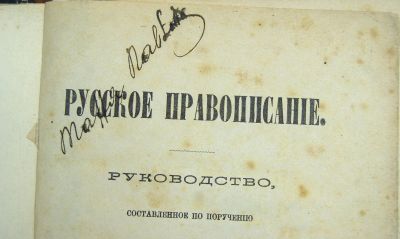 РУССКОЕ ПРАВОПИСАНІЕ.
РУКОВОДСТВО,
СОСТАВЛЕННОЕ ПО ПОРУЧЕНІЮ